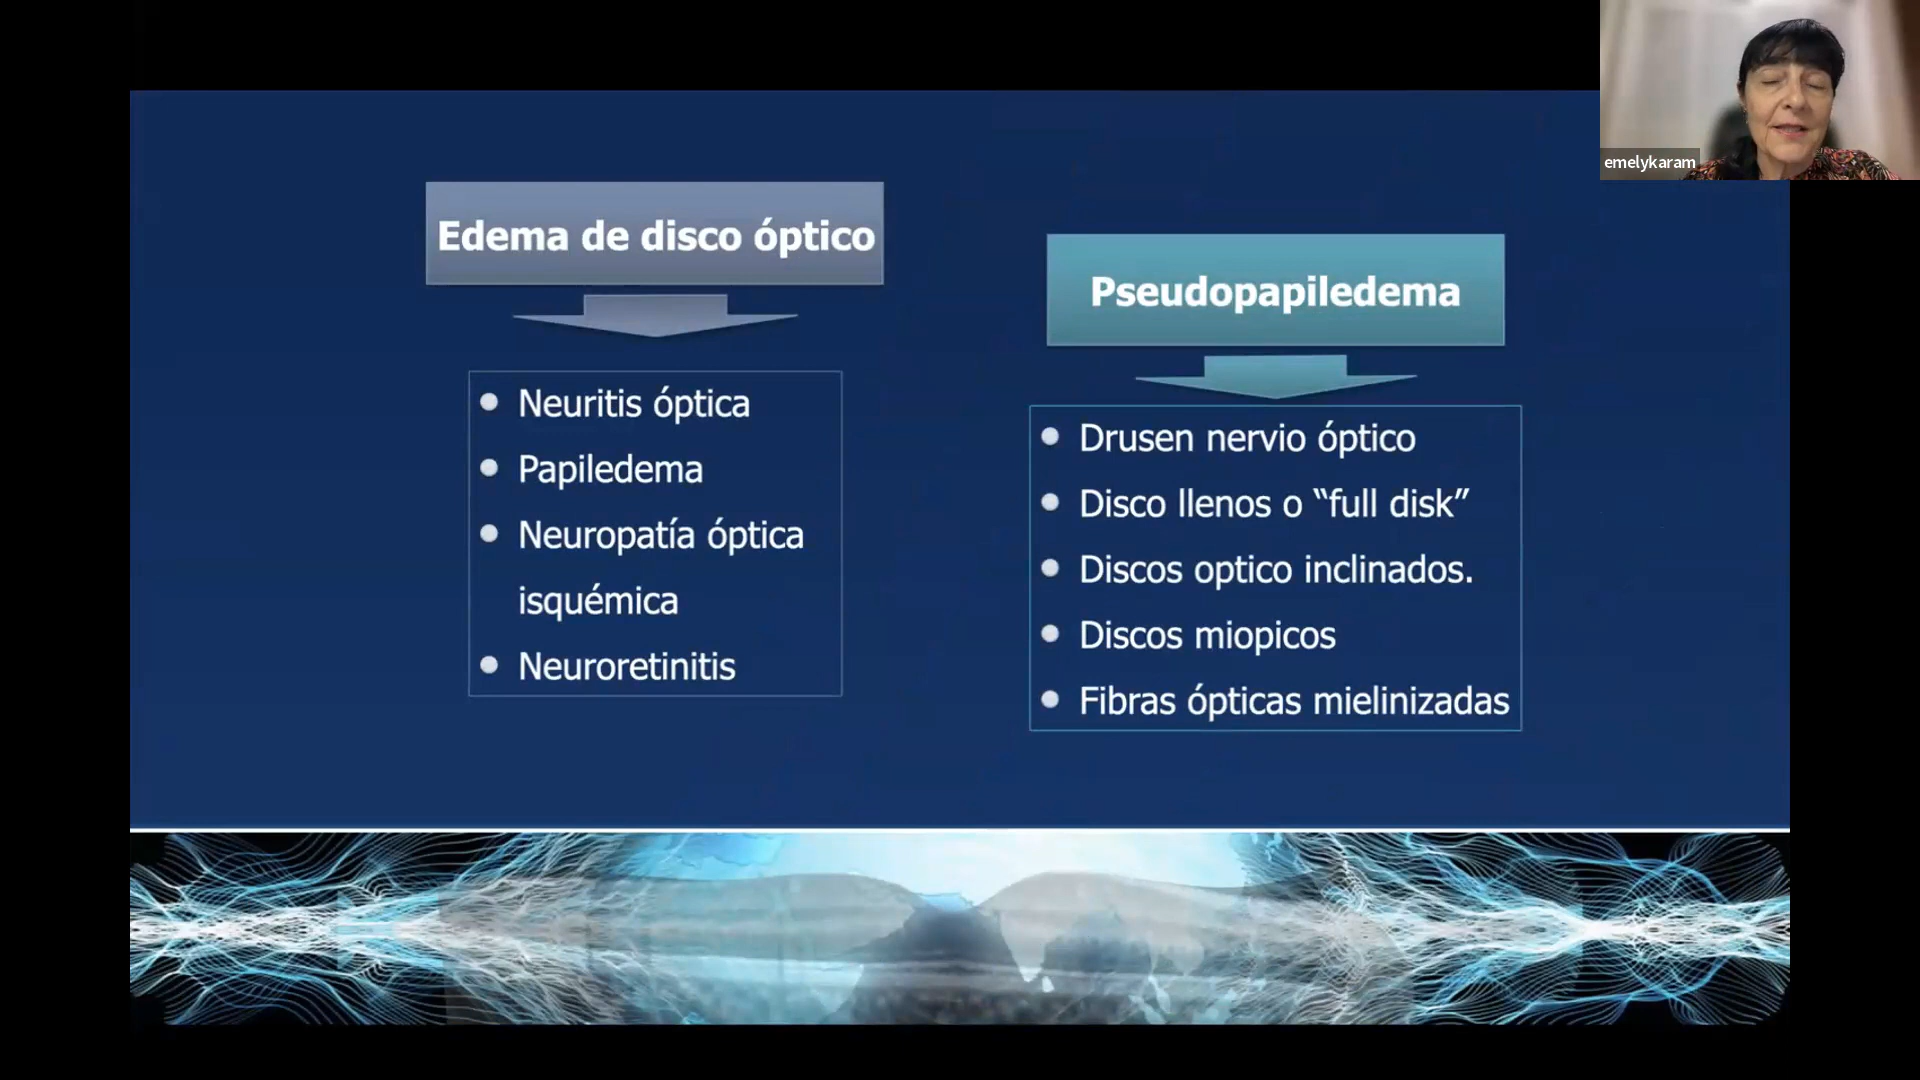 emelykaram
Edema de disco óptico
Neuritis óptica
Papiledema
Neuropatía óptica
isquémica
Neuroretinitis
Pseudopapiledema
Drusen nervio óptico
Disco llenos o “full disk”
Discos optico inclinados.
Discos miopicos
Fibras ópticas mielinizadas